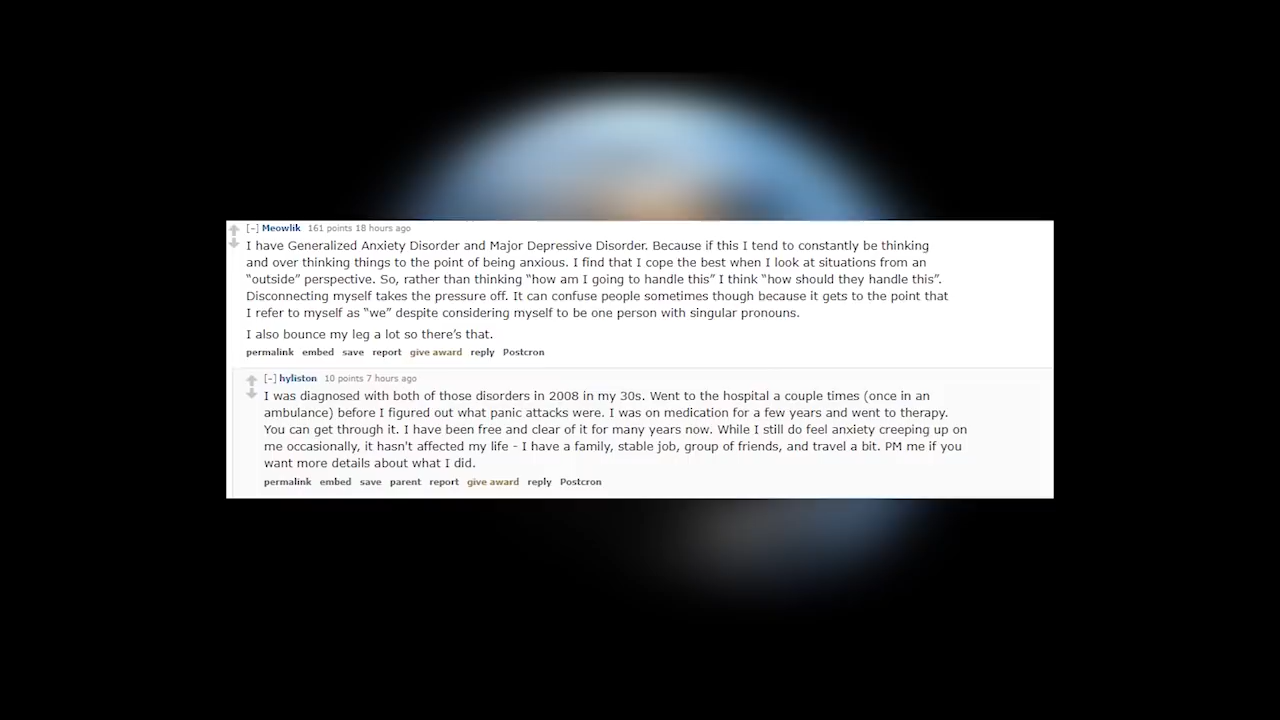 [–] Meowlik 161 points 18 hours ago
I have Generalized Anxiety Disorder and Major Depressive Disorder. Because if this I tend to constantly be thinking
and over thinking things to the point of being anxious. I find that I cope the best when I look at situations from an
“outside” perspective. So, rather than thinking “how am I going to handle this” I think “how should they handle this”.
Disconnecting myself takes the pressure off. It can confuse people sometimes though because it gets to the point that
I refer to myself as “we” despite considering myself to be one person with singular pronouns.
I also bounce my leg a lot so there’s that.
permalink embed save report give award reply Postcron
[–] hyliston 10 points 7 hours ago
I was diagnosed with both of those disorders in 2008 in my 30s. Went to the hospital a couple times (once in an
ambulance) before I figured out what panic attacks were. I was on medication for a few years and went to therapy.
You can get through it. I have been free and clear of it for many years now. While I still do feel anxiety creeping up on
me occasionally, it hasn't affected my life - I have a family, stable job, group of friends, and travel a bit. PM me if you
want more details about what I did.
permalink embed save parent report give award reply Postcron